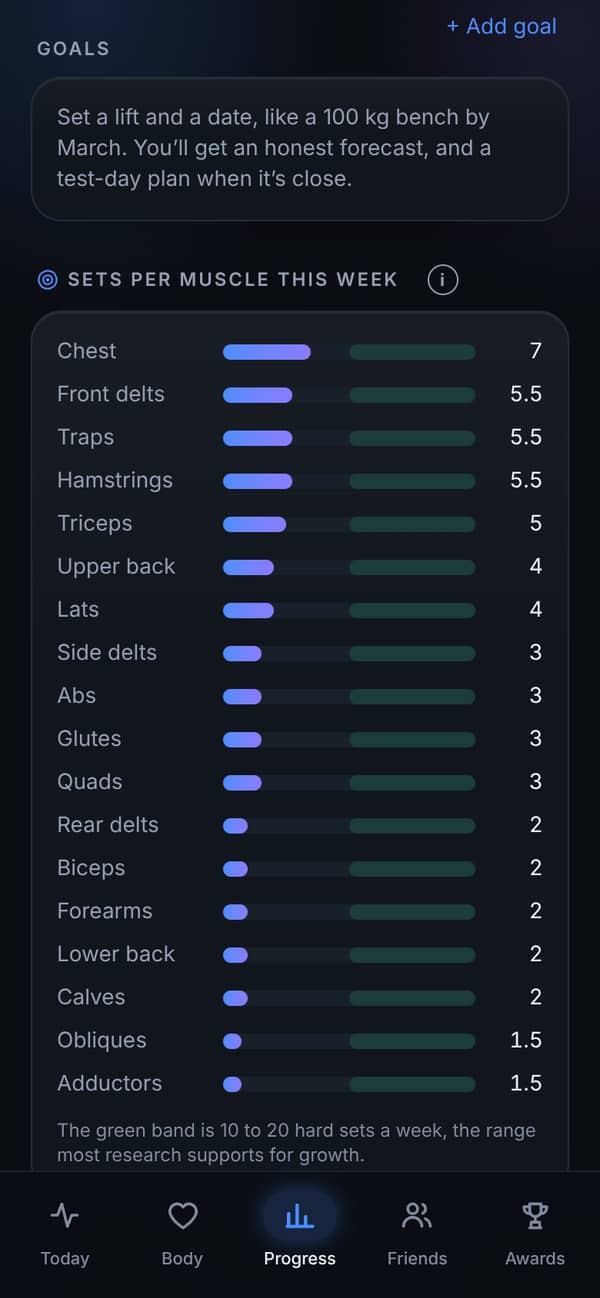 + Add goal
GOALS
Set a lift and a date, like a 100 kg bench by
March. You’ll get an honest forecast, and a
test-day plan when it’s close.
SETS PER MUSCLE THIS WEEK i
Chest 7
Front delts 5.5
Traps 5.5
Hamstrings 5.5
Triceps 5
Upper back 4
Lats 4
Side delts 3
Abs 3
Glutes 3
Quads 3
Rear delts 2
Biceps 2
Forearms 2
Lower back 2
Calves 2
Obliques 1.5
Adductors 1.5
The green band is 10 to 20 hard sets a week, the range
most research supports for growth.
Today Body Progress Friends Awards